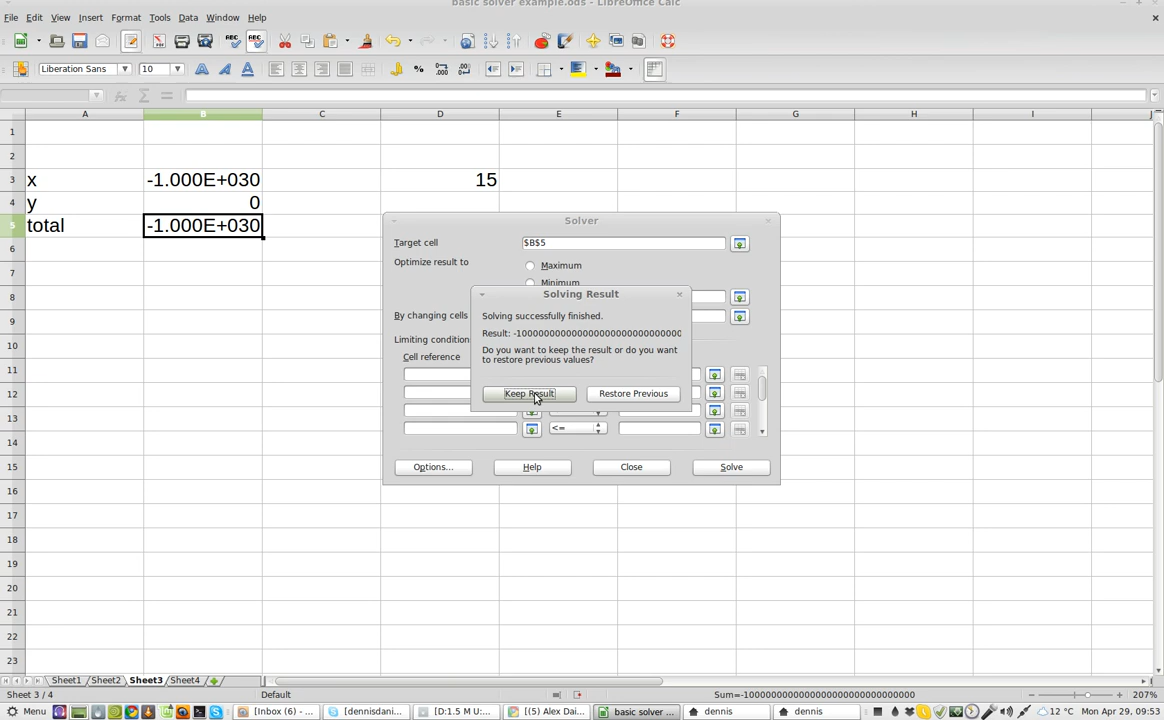 basic solver example.ods - LibreOffice Calc
File Edit View Insert Format Tools Data Window Help
Liberation Sans 10
A B C D E F G H I J
1
2
3 x -1.000E+030 15
4 y 0
5 total -1.000E+030
6
7
8
9
10
11
12
13
14
15
16
17
18
19
20
21
22
23
Solver
Target cell $B$5
Optimize result to Maximum
Minimum
By changing cells
Limiting condition
Cell reference
<=
Options... Help Close Solve
Solving Result
Solving successfully finished.
Do you want to keep the result or do you want
to restore previous values?
Keep Result Restore Previous
Sheet1 Sheet2 Sheet3 Sheet4
Sheet 3 / 4 Default 207%
Menu [Inbox (6) - ... [dennisdani... [D:1.5 M U:... [(5) Alex Dai... basic solver ... dennis dennis 12 °C Mon Apr 29, 09:53